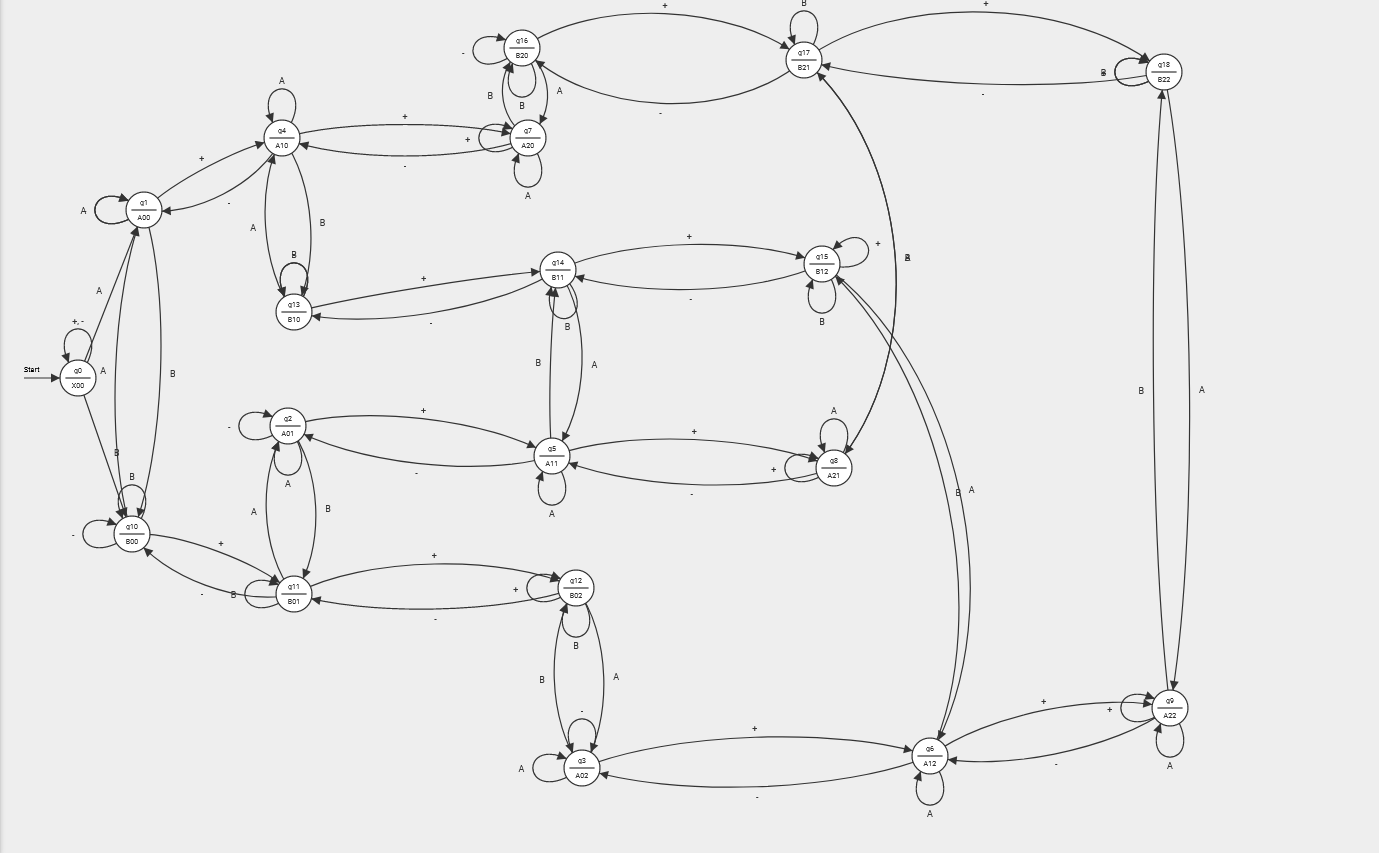 +
B
+
q16
B20
-
q17
B21
q18
B22
B
A
B
A
B
-
-
+
q4
A10
q7
A20
+
-
A
+
q1
A00
A
-
A
B
+
B
+
q14
B11
q15
B12
+
B
q13
B10
-
-
B
B
A
+,-
A
B
Start
q0
X00
A
B
B
A
B
A
+
q2
A01
-
+
A
q5
A11
q8
A21
+
-
A
-
B
B
A
A
B
A
-
q10
B00
+
-
B
q11
B01
+
+
q12
B02
-
B
B
A
-
A
q3
A02
+
-
q6
A12
A
+
+
q9
A22
-
A